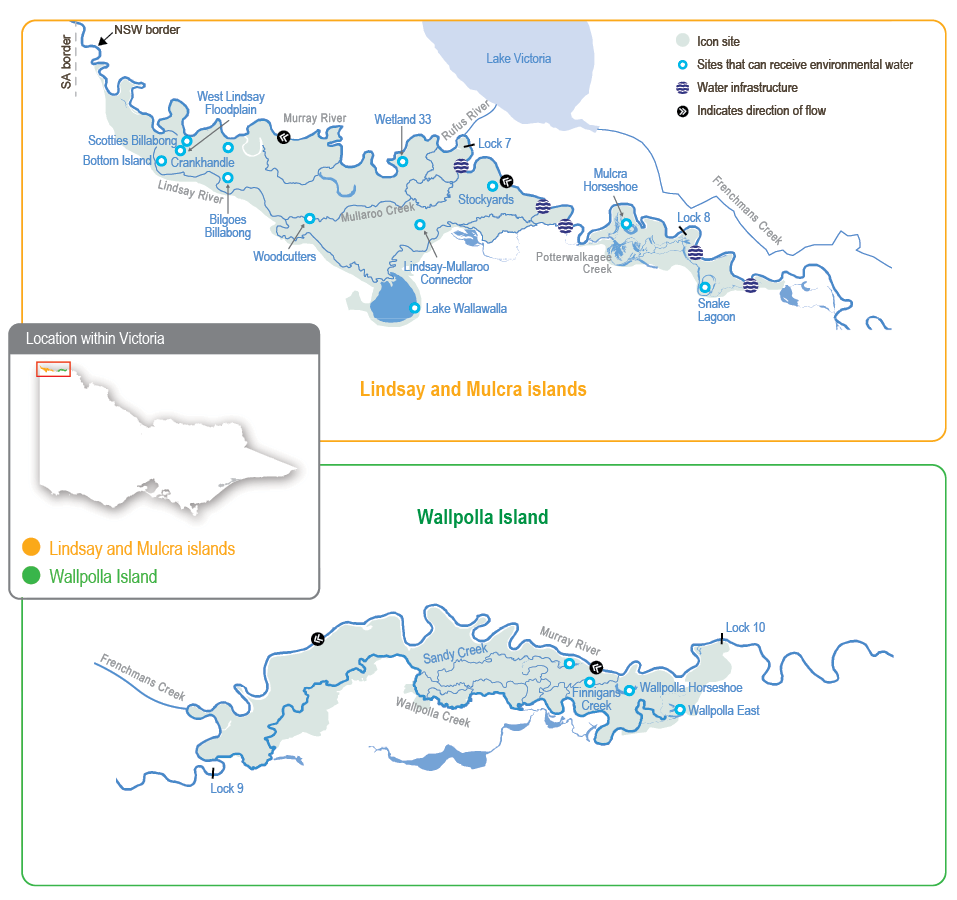 NSW border
SA border
Lake Victoria
Icon site
Sites that can receive environmental water
Water infrastructure
Indicates direction of flow
West Lindsay
Floodplain
Murray River
Wetland 33
Rufus River
Lock 7
Scotties Billabong
Bottom Island
Crankhandle
Lindsay River
Stockyards
Mulcra
Horseshoe
Frenchmans Creek
Bilgoes
Billabong
Mullaroo Creek
Lock 8
Woodcutters
Lindsay-Mullaroo
Connector
Potterwalkagee
Creek
Lake Wallawalla
Snake
Lagoon
Location within Victoria
Lindsay and Mulcra islands
Lindsay and Mulcra islands
Wallpolla Island
Wallpolla Island
Lock 10
Murray River
Sandy Creek
Frenchmans Creek
Finnigans
Creek
Wallpolla Horseshoe
Wallpolla East
Wallpolla Creek
Lock 9